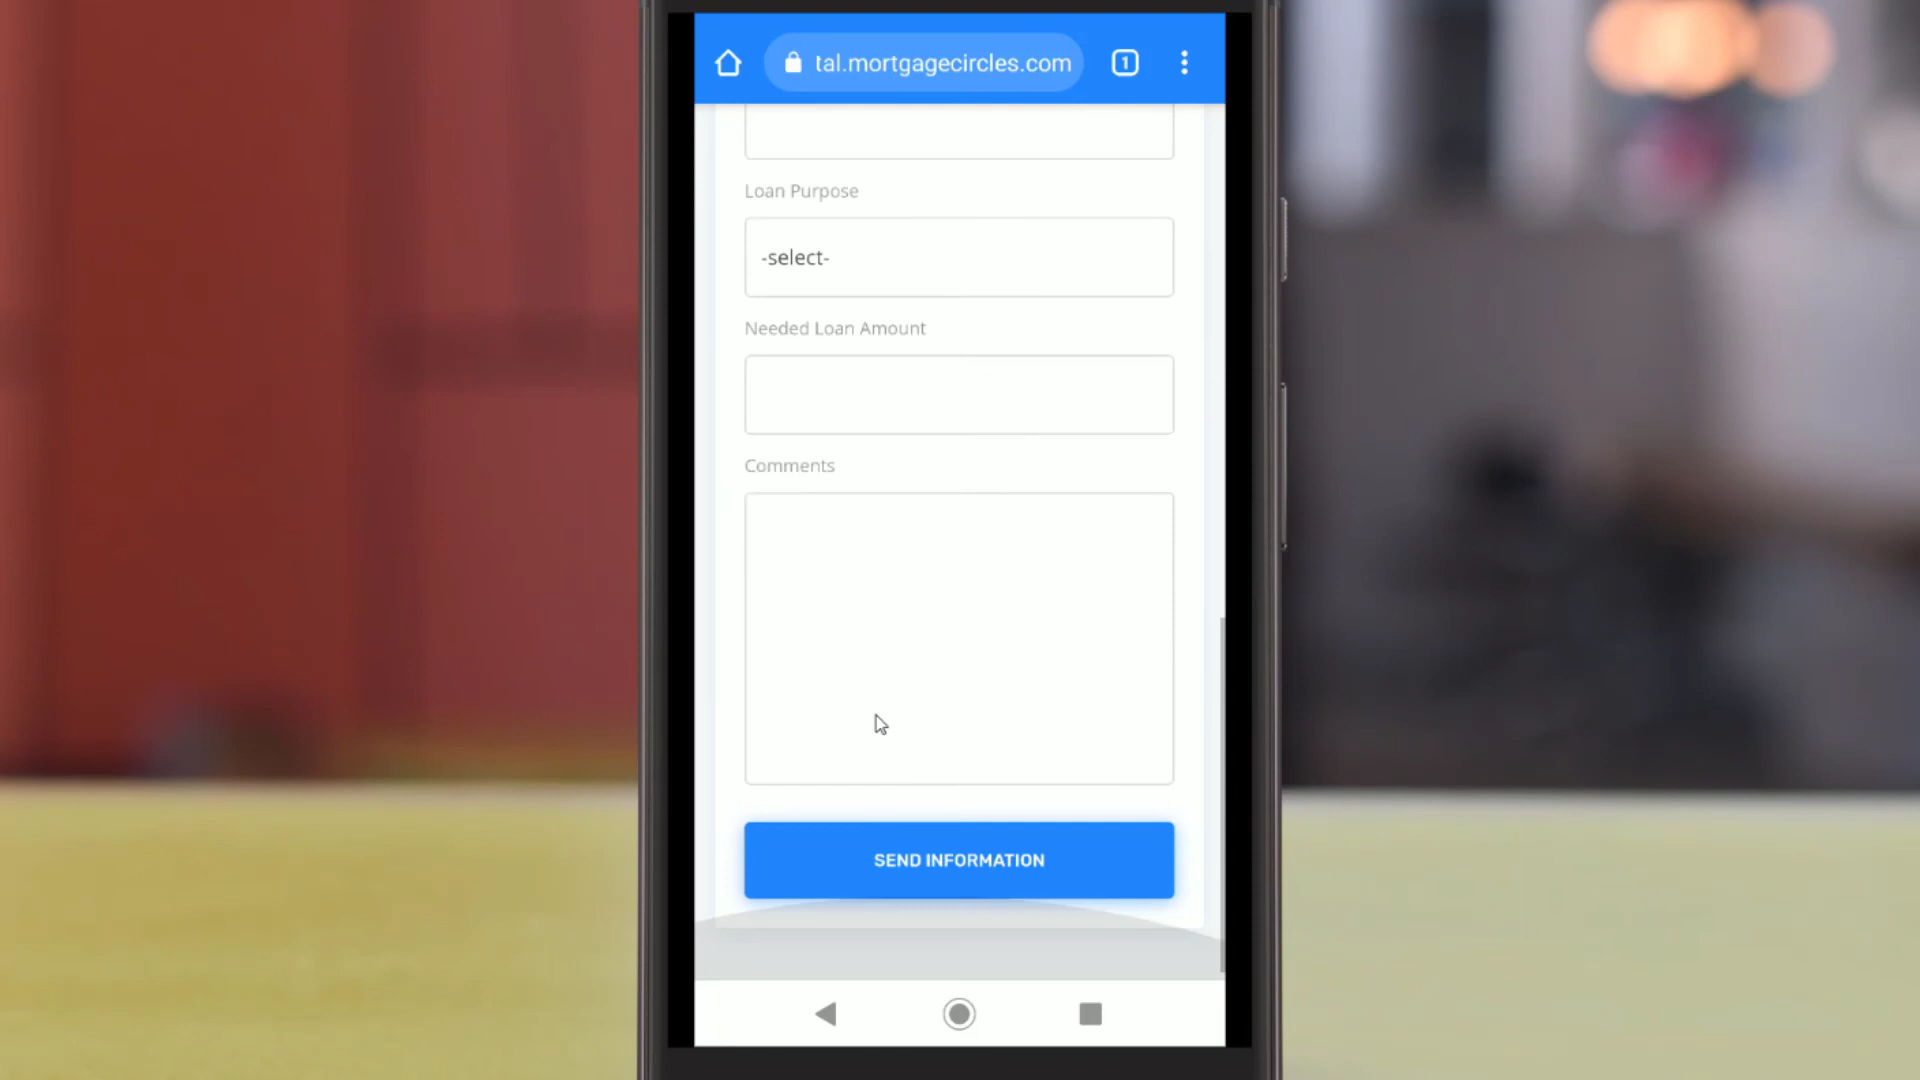 tal.mortgagecircles.com
1
Loan Purpose
-select-
Needed Loan Amount
Comments
SEND INFORMATION